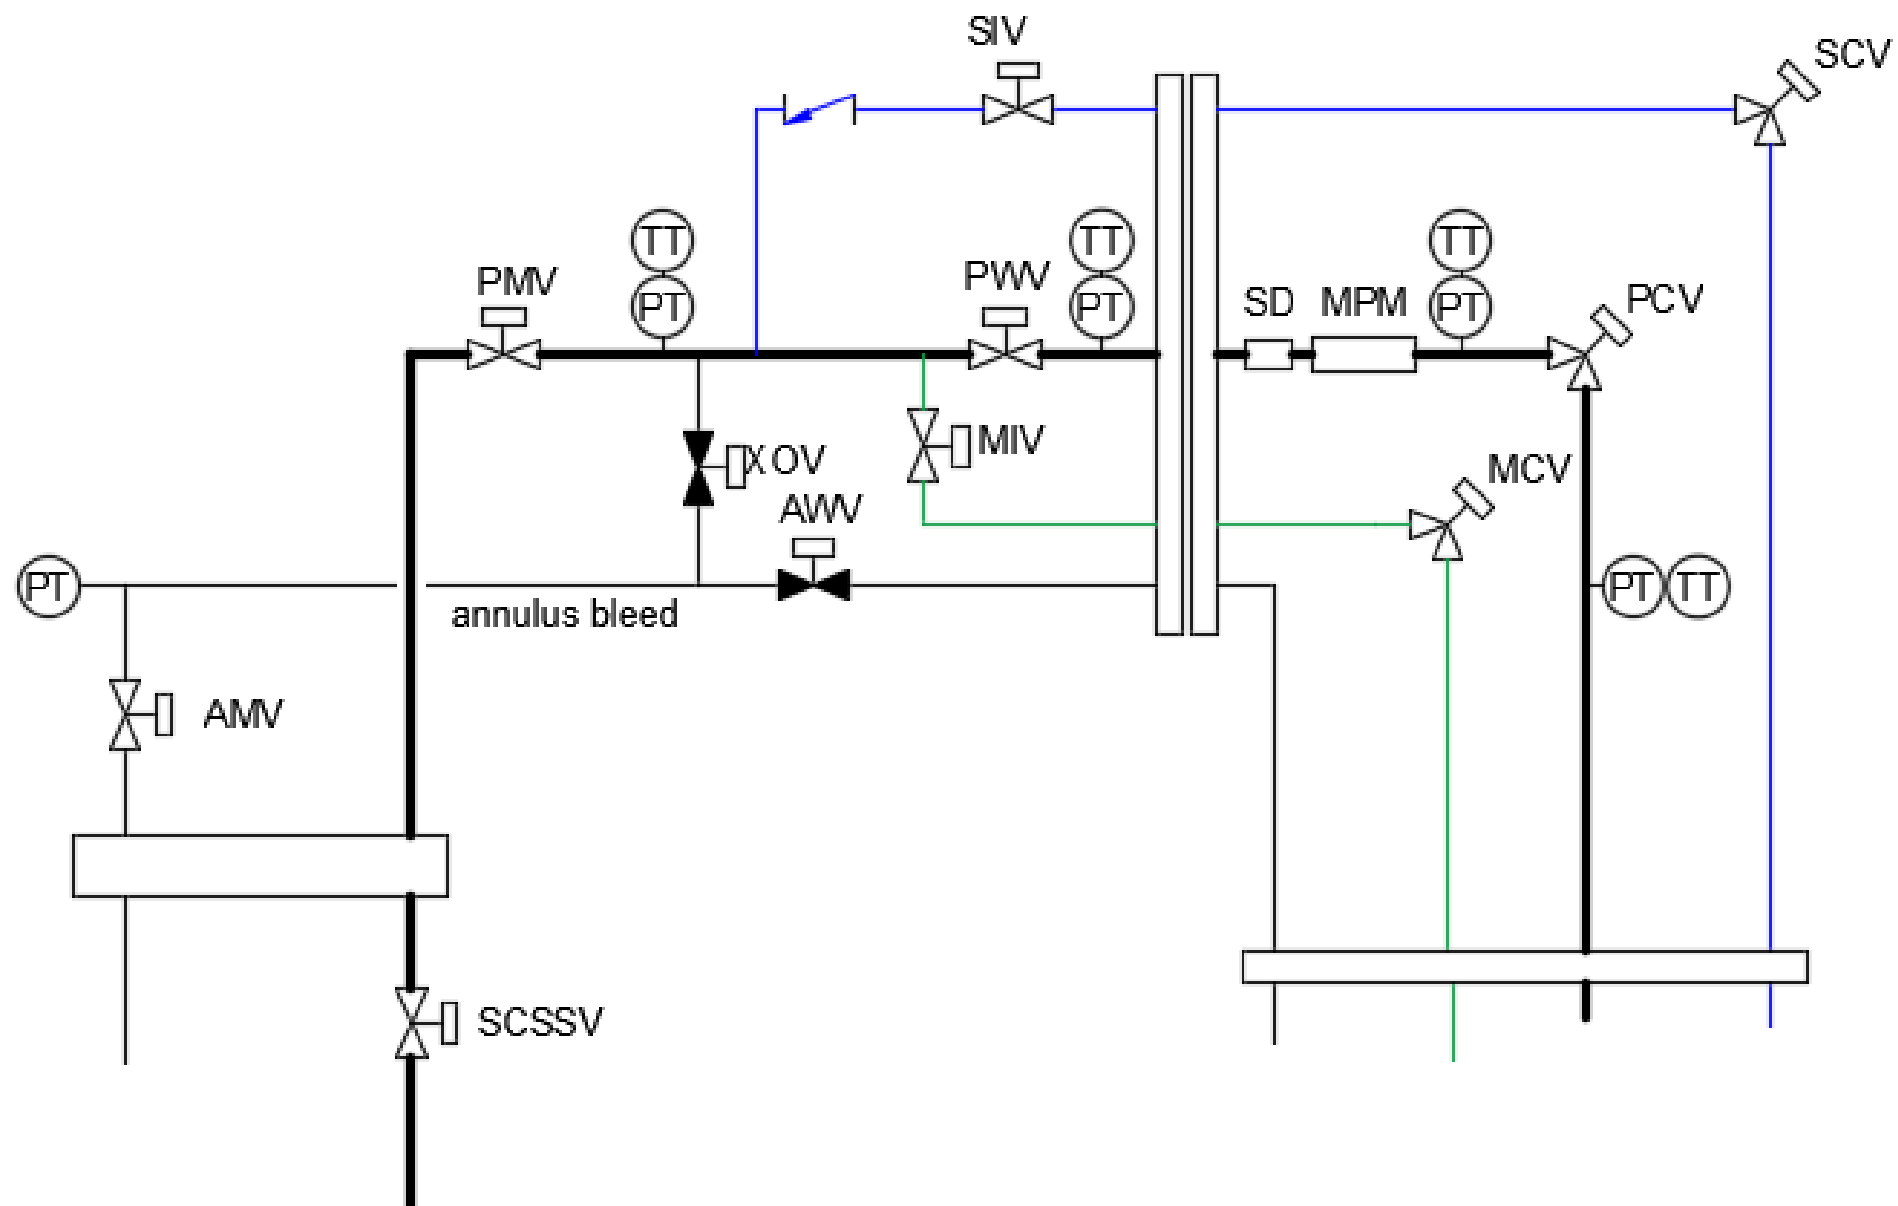 SIV
SCV
TT
TT
TT
PMV
PT
PWV
PT
SD
MPM
PT
PCV
XOV
MIV
MCV
AWV
PT
annulus bleed
PT
TT
AMV
SCSSV